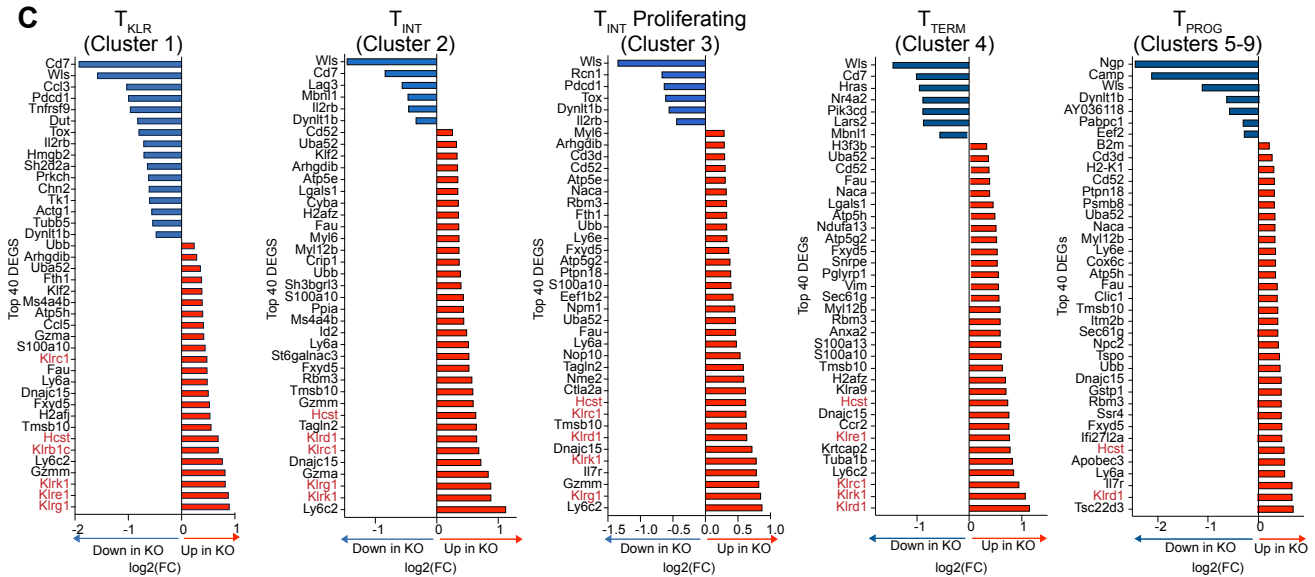 C
T_KLR
(Cluster 1)
Top 40 DEGS
Cd7
Wls
Ccl3
Pdcd1
Tnfrsf9
Dut
Tox
Il2rb
Hmgb2
Sh2d2a
Prkch
Chn2
Tk1
Actg1
Tubb5
Dynlt1b
Ubb
Arhgdib
Uba52
Fth1
Klf2
Ms4a4b
Atp5h
Ccl5
Gzma
S100a10
Klrc1
Fau
Ly6a
Dnajc15
Fxyd5
H2afj
Tmsb10
Hcst
Klrb1c
Ly6c2
Gzmm
Klrk1
Klre1
Klrg1
-2 -1 0 1
Down in KO Up in KO
log2(FC)
T_INT
(Cluster 2)
Top 40 DEGS
Wls
Cd7
Lag3
Mbnl1
Il2rb
Dynlt1b
Cd52
Uba52
Klf2
Arhgdib
Atp5e
Lgals1
Cyba
H2afz
Fau
Myl6
Myl12b
Crip1
Ubb
Sh3bgrl3
S100a10
Ppia
Ms4a4b
Id2
Ly6a
St6galnac3
Fxyd5
Rbm3
Tmsb10
Gzmm
Hcst
Tagln2
Klrd1
Klrc1
Dnajc15
Gzma
Klrg1
Klrk1
Ly6c2
-1 0 1
Down in KO Up in KO
log2(FC)
T_INT Proliferating
(Cluster 3)
Top 40 DEGS
Wls
Rcn1
Pdcd1
Tox
Dynlt1b
Il2rb
Myl6
Arhgdib
Cd3d
Cd52
Atp5e
Naca
Rbm3
Fth1
Ubb
Ly6e
Fxyd5
Atp5g2
Ptpn18
S100a10
Eef1b2
Npm1
Uba52
Fau
Ly6a
Nop10
Tagln2
Nme2
Ctla2a
Hcst
Klrc1
Tmsb10
Klrd1
Dnajc15
Klrk1
Il7r
Gzmm
Klrg1
Ly6c2
-1.5 -1.0 -0.5 0.0 0.5 1.0
Down in KO Up in KO
log2(FC)
T_TERM
(Cluster 4)
Top 40 DEGs
Wls
Cd7
Hras
Nr4a2
Pik3cd
Lars2
Mbnl1
H3f3b
Uba52
Cd52
Fau
Naca
Lgals1
Atp5h
Ndufa13
Atp5g2
Fxyd5
Snrpe
Pglyrp1
Vim
Sec61g
Myl12b
Rbm3
Anxa2
S100a13
S100a10
Tmsb10
H2afz
Klra9
Hcst
Dnajc15
Ccr2
Klre1
Krtcap2
Tuba1b
Ly6c2
Klrc1
Klrk1
Klrd1
-1 0 1
Down in KO Up in KO
log2(FC)
T_PROG
(Clusters 5-9)
Top 40 DEGs
Ngp
Camp
Wls
Dynlt1b
AY036118
Pabpc1
Eef2
B2m
Cd3d
H2-K1
Cd52
Ptpn18
Psmb8
Uba52
Naca
Myl12b
Ly6e
Cox6c
Atp5h
Fau
Clic1
Tmsb10
Itm2b
Sec61g
Npc2
Tspo
Ubb
Dnajc15
Gstp1
Rbm3
Ssr4
Fxyd5
Ifi27l2a
Hcst
Apobec3
Ly6a
Il7r
Klrd1
Tsc22d3
-2 -1 0
Down in KO Up in KO
log2(FC)